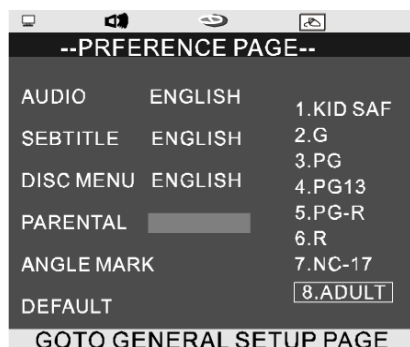 --PRFERENCE PAGE--
AUDIO ENGLISH
SEBTITLE ENGLISH
DISC MENU ENGLISH
PARENTAL
ANGLE MARK
DEFAULT
1.KID SAF
2.G
3.PG
4.PG13
5.PG-R
6.R
7.NC-17
8.ADULT
GOTO GENERAL SETUP PAGE